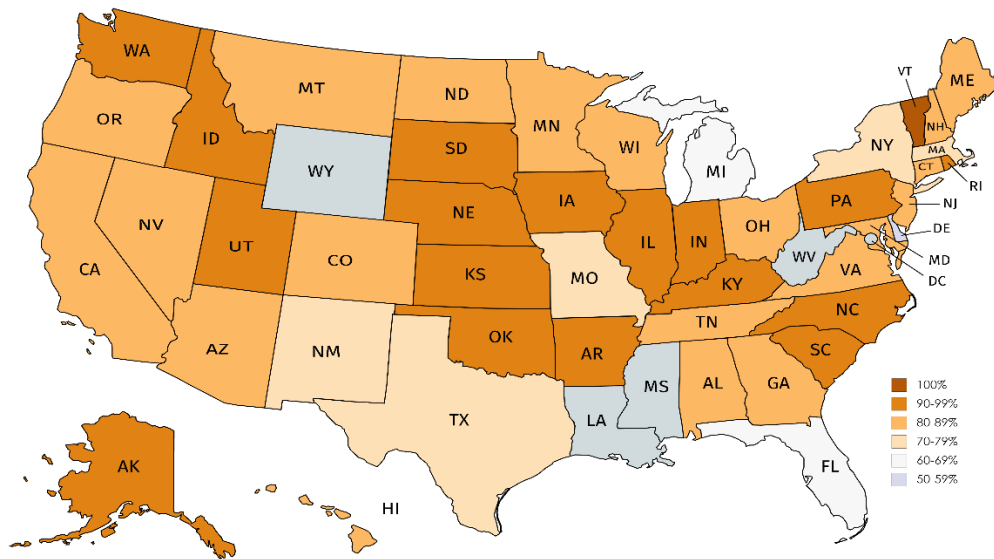 WA
MT
ND
MN
VT
ME
OR
ID
SD
WI
MI
NY
NH
MA
CT
RI
WY
NE
IA
PA
NJ
NV
UT
CO
IL
IN
OH
DE
CA
KS
MO
WV
VA
MD
DC
KY
AZ
NM
OK
AR
TN
NC
SC
TX
LA
MS
AL
GA
FL
AK
HI
100%
90-99%
80 89%
70-79%
60-69%
50 59%